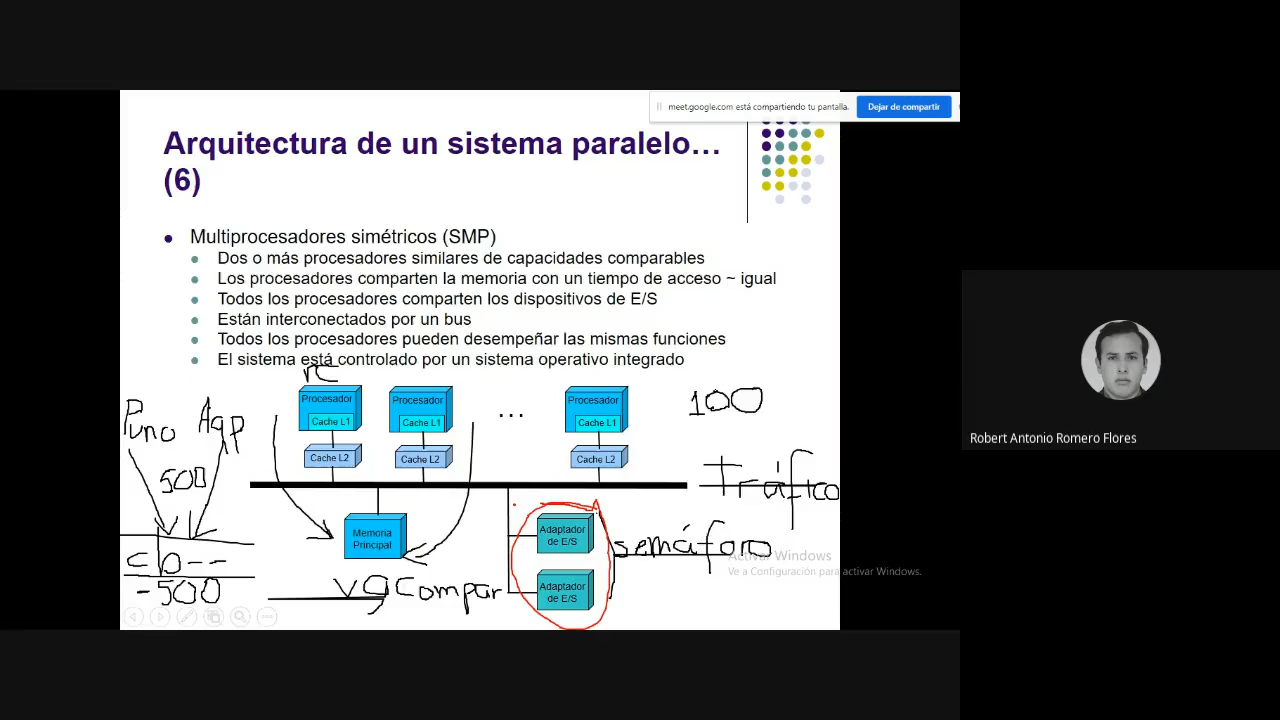 meet.google.com está compartiendo tu pantalla.
Dejar de compartir
Arquitectura de un sistema paralelo…
(6)
Multiprocesadores simétricos (SMP)
Dos o más procesadores similares de capacidades comparables
Los procesadores comparten la memoria con un tiempo de acceso ~ igual
Todos los procesadores comparten los dispositivos de E/S
Están interconectados por un bus
Todos los procesadores pueden desempeñar las mismas funciones
El sistema está controlado por un sistema operativo integrado
Procesador
Cache L1
Procesador
Cache L1
...
Procesador
Cache L1
100
Puno Aqp
500
Cache L2
Cache L2
Cache L2
Tráfico
Memoria
Principal
Adaptador
de E/S
semáforo
Adaptador
de E/S
Compar
-500
Activar Windows
Ve a Configuración para activar Windows.
Robert Antonio Romero Flores